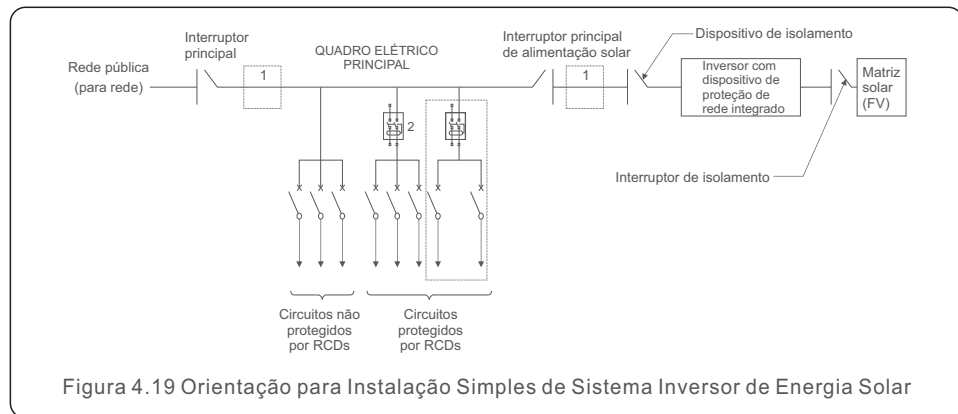 Rede pública
(para rede)
Interruptor
principal
1
QUADRO ELÉTRICO
PRINCIPAL
2
Interruptor principal
de alimentação solar
1
Dispositivo de isolamento
Inversor com
dispositivo de
proteção de
rede integrado
Matriz
solar
(FV)
Interruptor de isolamento
Circuitos não
protegidos
por RCDs
Circuitos
protegidos
por RCDs
Figura 4.19 Orientação para Instalação Simples de Sistema Inversor de Energia Solar